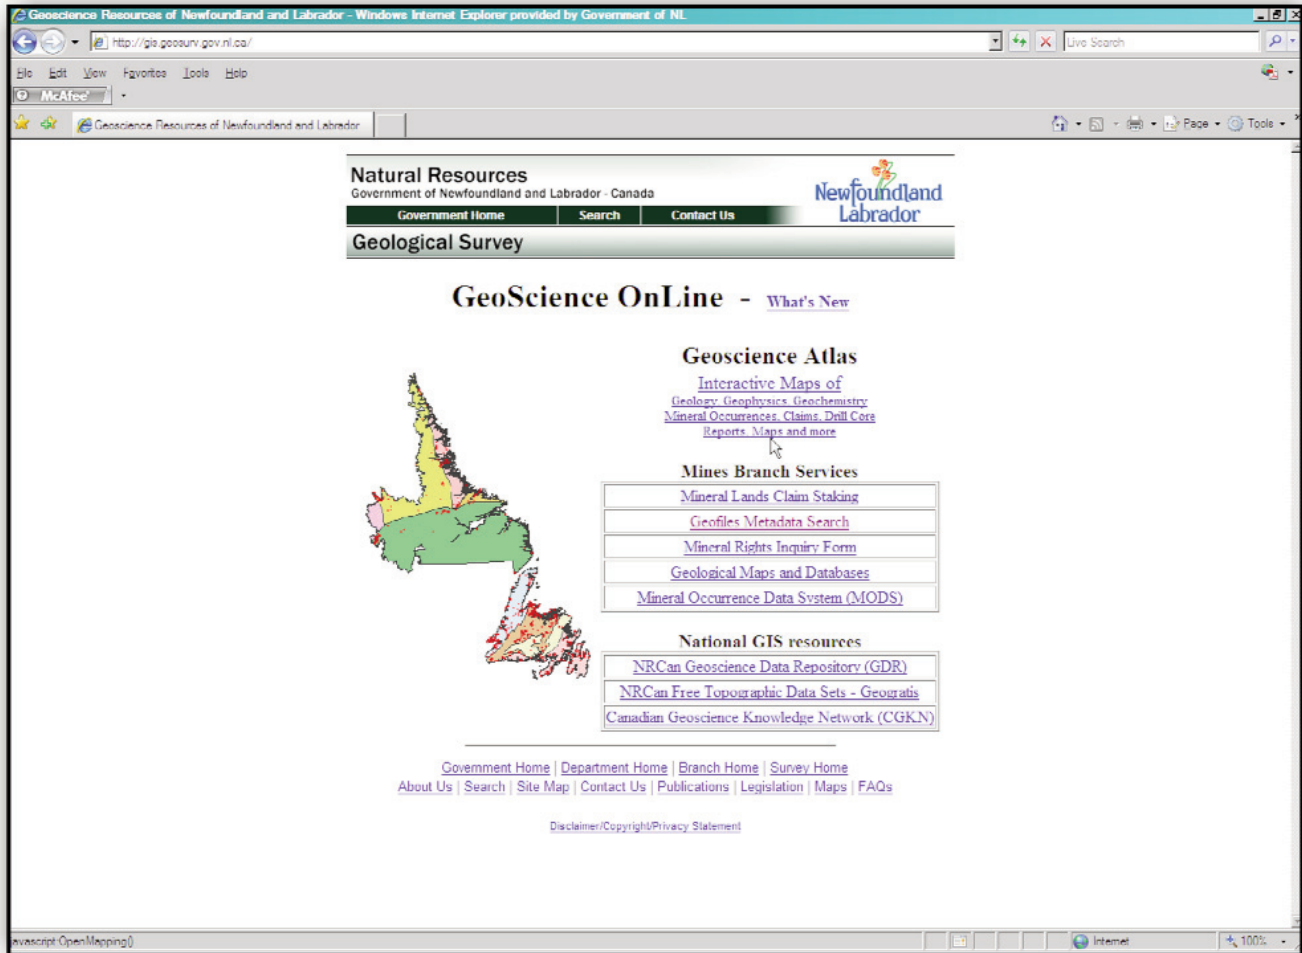 Geoscience Resources of Newfoundland and Labrador - Windows Internet Explorer provided by Government of NL
http://gis.geosurv.gov.nl.ca/
Live Search
File Edit View Favorites Tools Help
McAfee
Geoscience Resources of Newfoundland and Labrador
Page Tools
Natural Resources
Government of Newfoundland and Labrador - Canada
Newfoundland
Labrador
Government Home Search Contact Us
Geological Survey
GeoScience OnLine - What's New
Geoscience Atlas
Interactive Maps of
Geology, Geophysics, Geochemistry
Mineral Occurrences, Claims, Drill Core
Reports, Maps and more
Mines Branch Services
Mineral Lands Claim Staking
Geofiles Metadata Search
Mineral Rights Inquiry Form
Geological Maps and Databases
Mineral Occurrence Data System (MODS)
National GIS resources
NRCan Geoscience Data Repository (GDR)
NRCan Free Topographic Data Sets - Geogratis
Canadian Geoscience Knowledge Network (CGKN)
Government Home | Department Home | Branch Home | Survey Home
About Us | Search | Site Map | Contact Us | Publications | Legislation | Maps | FAQs
Disclaimer/Copyright/Privacy Statement
avascript:OpenMapping()
Internet
100%